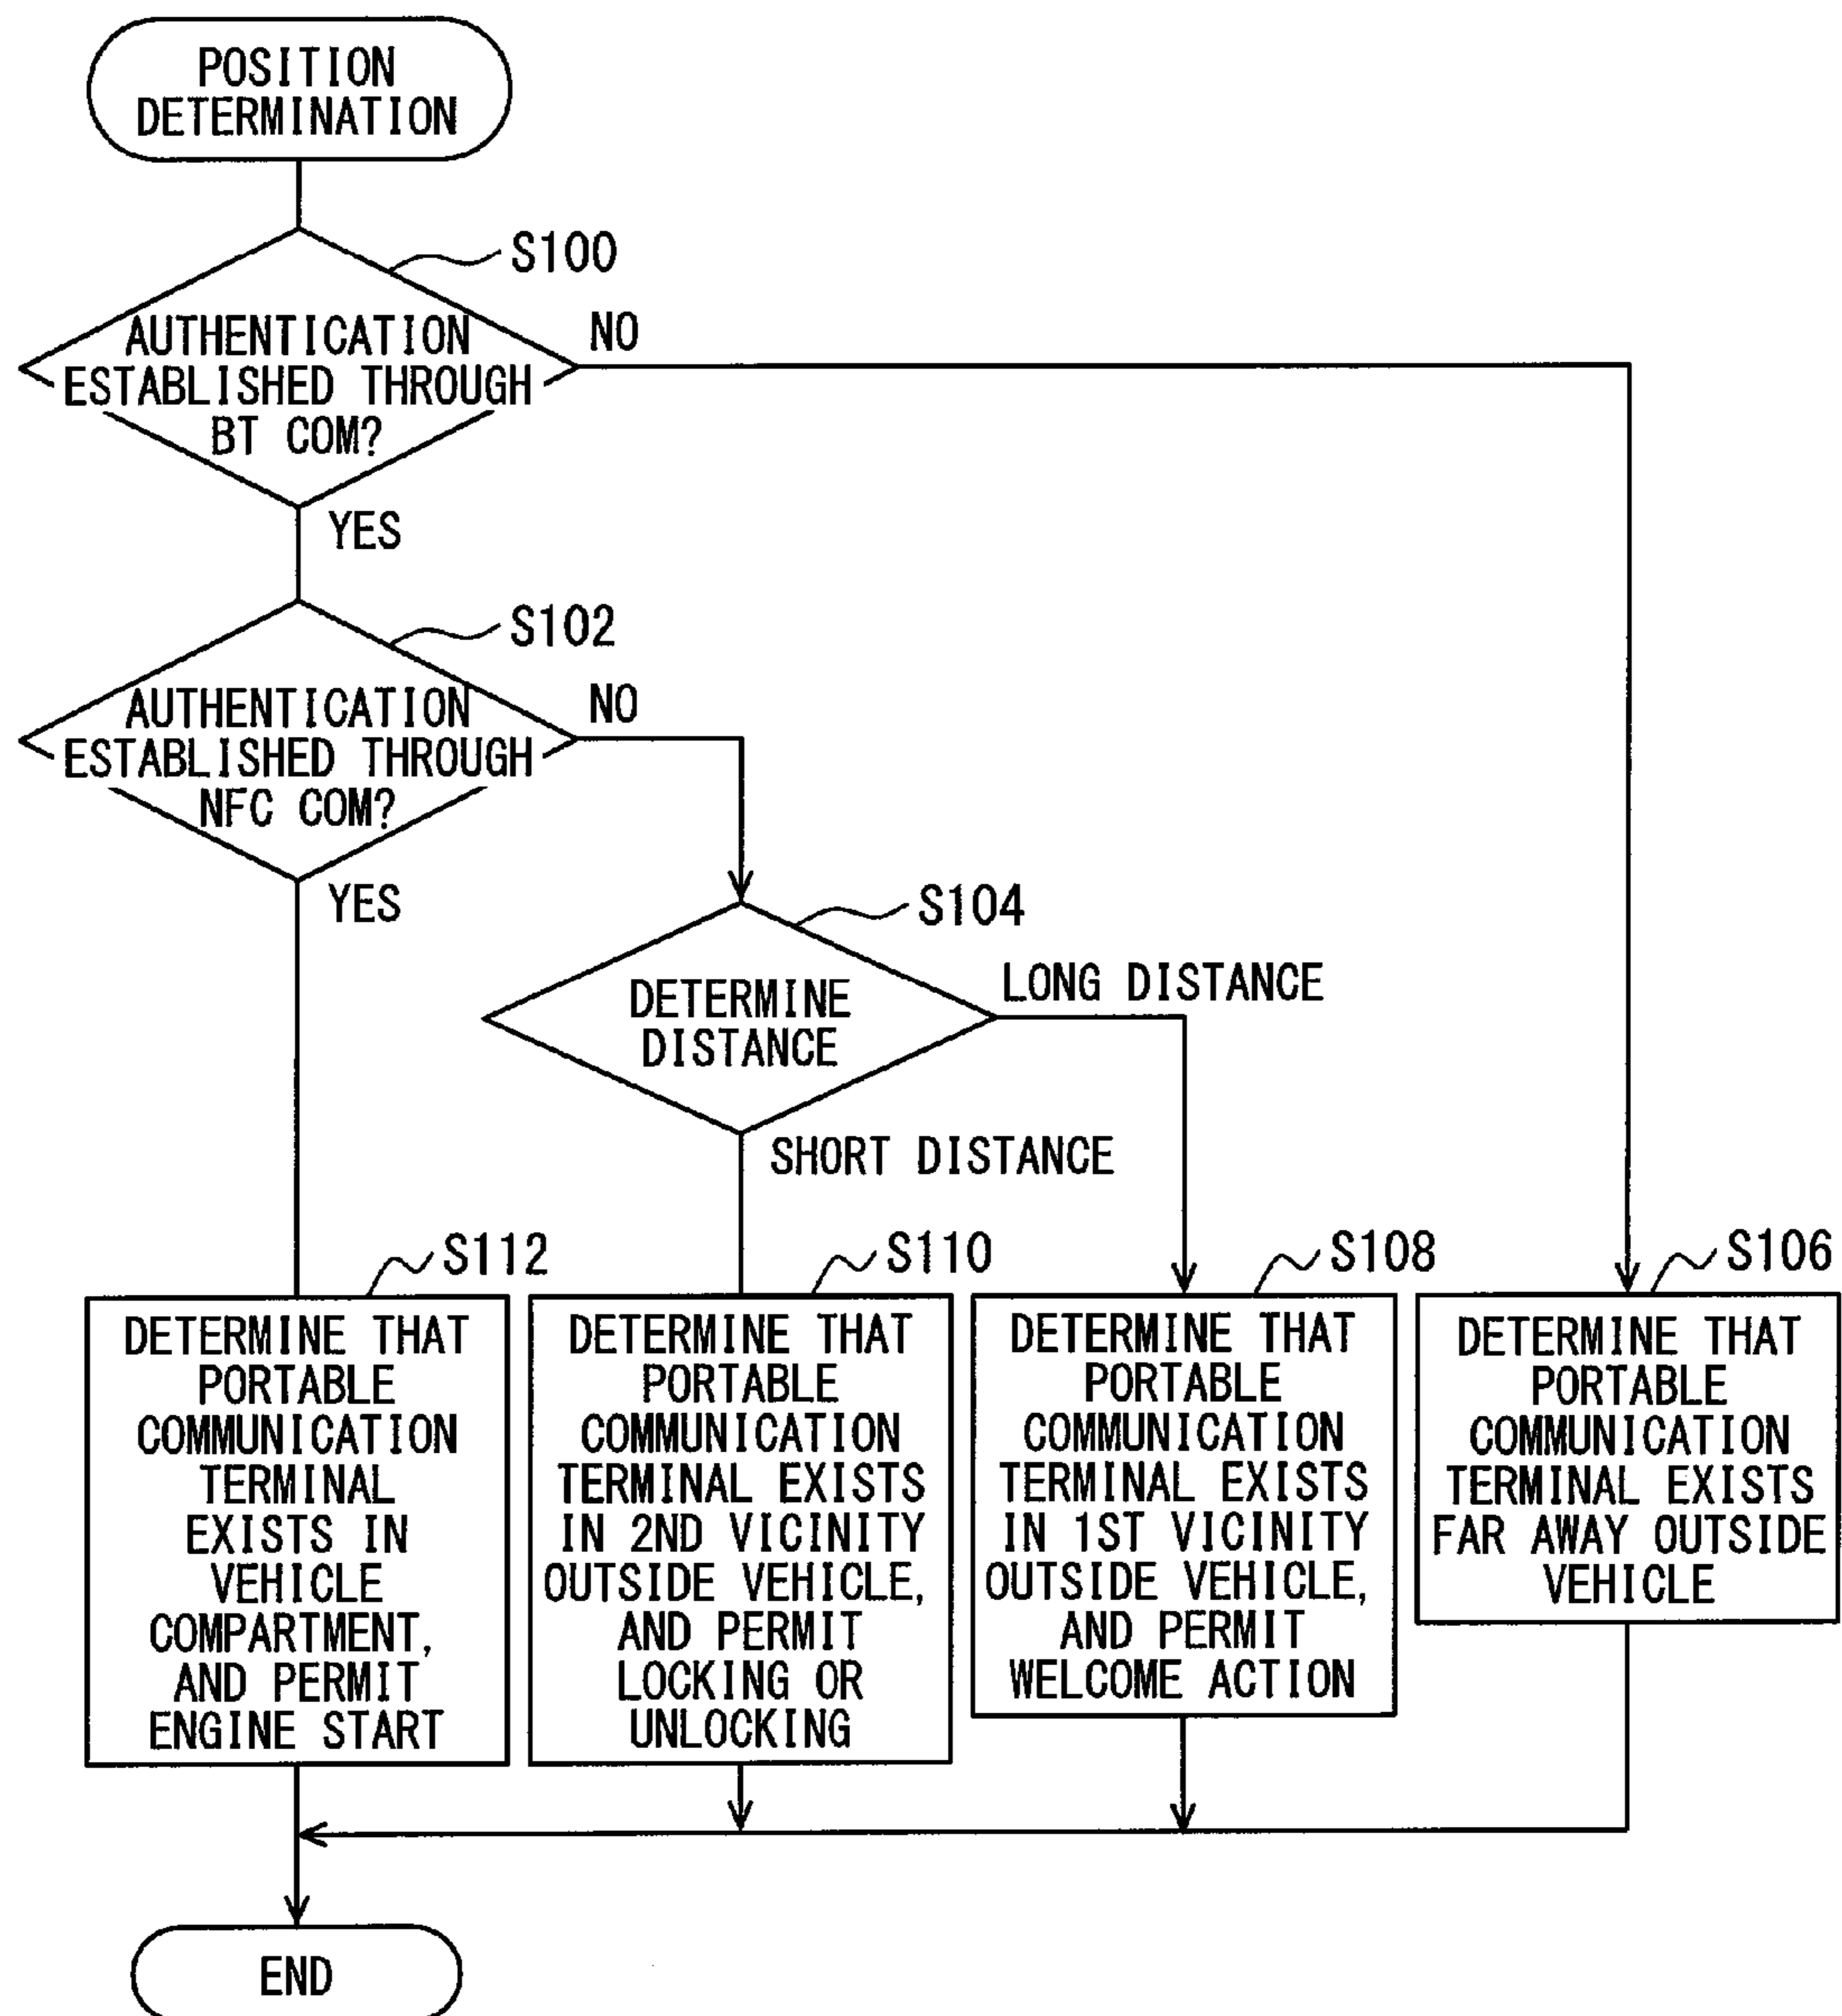 POSITION
DETERMINATION
S100
AUTHENTICATION
ESTABLISHED THROUGH
BT COM?
NO
YES
S102
AUTHENTICATION
ESTABLISHED THROUGH
NFC COM?
NO
YES
S104
DETERMINE
DISTANCE
LONG DISTANCE
SHORT DISTANCE
S112
DETERMINE THAT
PORTABLE
COMMUNICATION
TERMINAL
EXISTS IN
VEHICLE
COMPARTMENT,
AND PERMIT
ENGINE START
S110
DETERMINE THAT
PORTABLE
COMMUNICATION
TERMINAL EXISTS
IN 2ND VICINITY
OUTSIDE VEHICLE,
AND PERMIT
LOCKING OR
UNLOCKING
S108
DETERMINE THAT
PORTABLE
COMMUNICATION
TERMINAL EXISTS
IN 1ST VICINITY
OUTSIDE VEHICLE,
AND PERMIT
WELCOME ACTION
S106
DETERMINE THAT
PORTABLE
COMMUNICATION
TERMINAL EXISTS
FAR AWAY OUTSIDE
VEHICLE
END